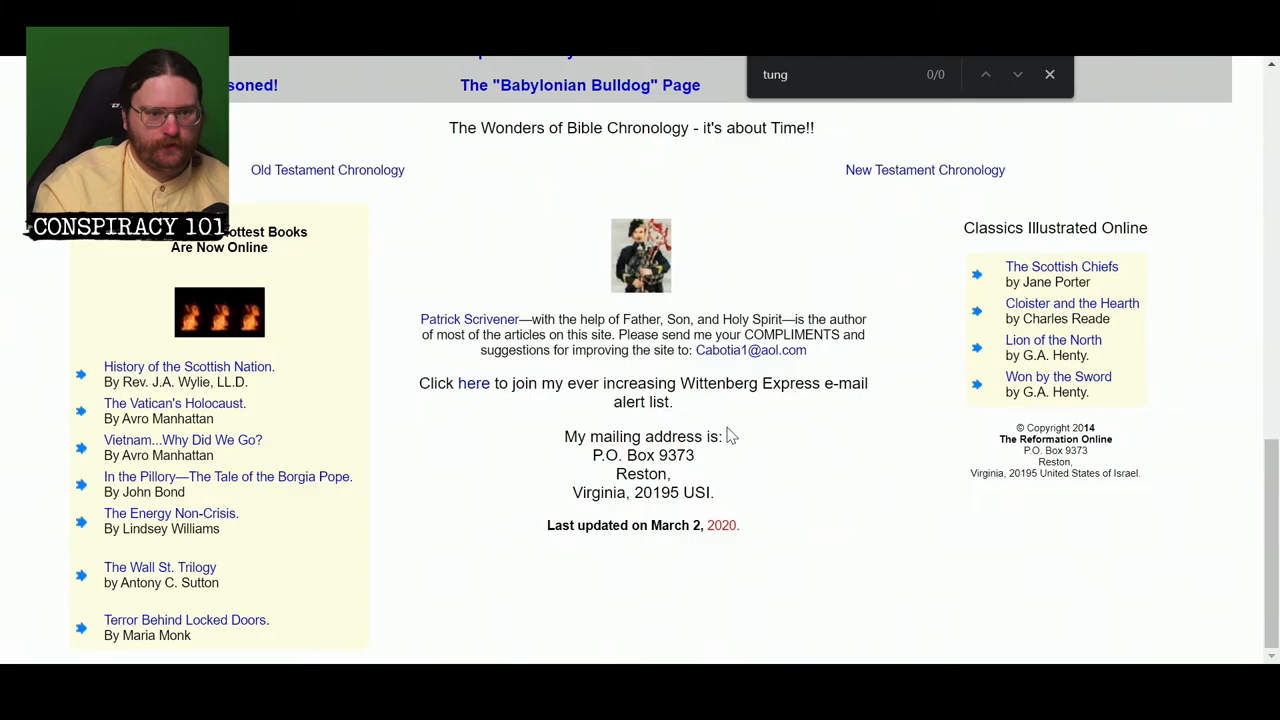 tung
0/0
soned!
The "Babylonian Bulldog" Page
The Wonders of Bible Chronology - it's about Time!!
Old Testament Chronology
New Testament Chronology
CONSPIRACY 101
ottest Books
Are Now Online
History of the Scottish Nation.
By Rev. J.A. Wylie, LL.D.
The Vatican's Holocaust.
By Avro Manhattan
Vietnam...Why Did We Go?
By Avro Manhattan
In the Pillory—The Tale of the Borgia Pope.
By John Bond
The Energy Non-Crisis.
By Lindsey Williams
The Wall St. Trilogy
by Antony C. Sutton
Terror Behind Locked Doors.
By Maria Monk
Patrick Scrivener—with the help of Father, Son, and Holy Spirit—is the author
of most of the articles on this site. Please send me your COMPLIMENTS and
suggestions for improving the site to: Cabotia1@aol.com
Click here to join my ever increasing Wittenberg Express e-mail
alert list.
My mailing address is:
P.O. Box 9373
Reston,
Virginia, 20195 USI.
Last updated on March 2, 2020.
Classics Illustrated Online
The Scottish Chiefs
by Jane Porter
Cloister and the Hearth
by Charles Reade
Lion of the North
by G.A. Henty.
Won by the Sword
by G.A. Henty.
© Copyright 2014
The Reformation Online
P.O. Box 9373
Reston,
Virginia, 20195 United States of Israel.